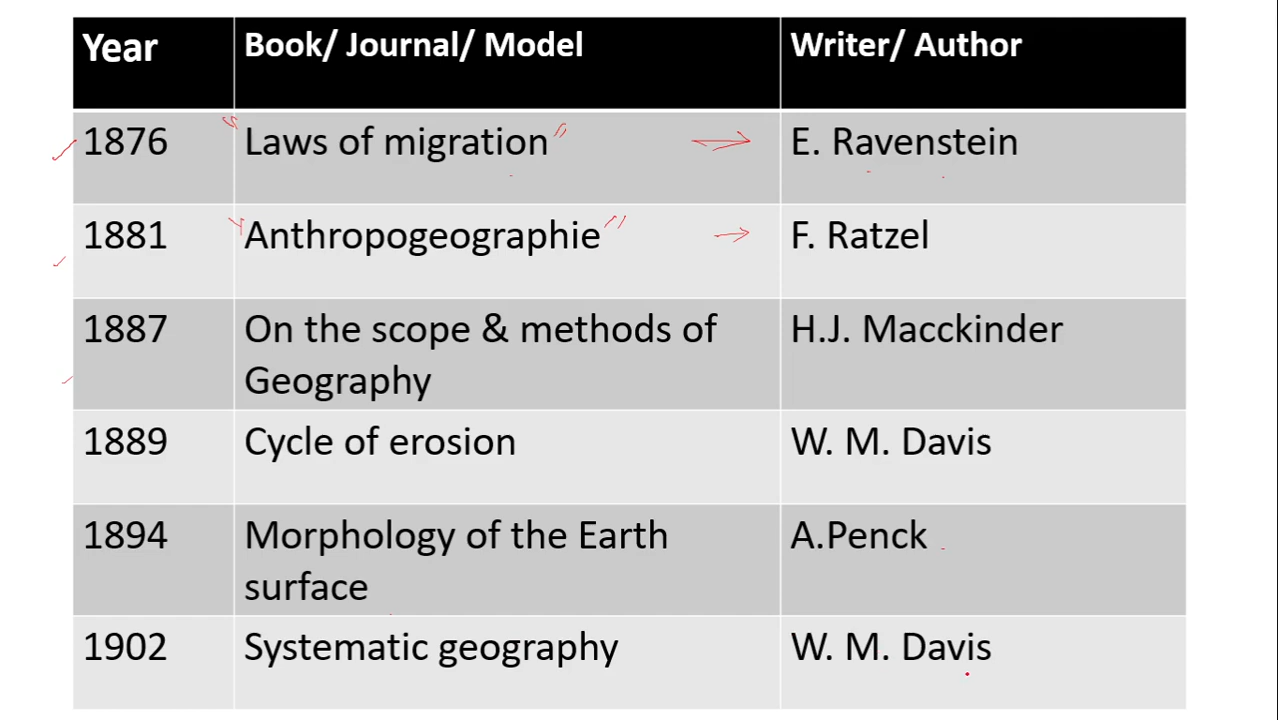 Year Book/ Journal/ Model Writer/ Author
1876 "Laws of migration" → E. Ravenstein
1881 "Anthropogeographie" → F. Ratzel
1887 On the scope & methods of H.J. Macckinder
Geography
1889 Cycle of erosion W. M. Davis
1894 Morphology of the Earth A.Penck
surface
1902 Systematic geography W. M. Davis